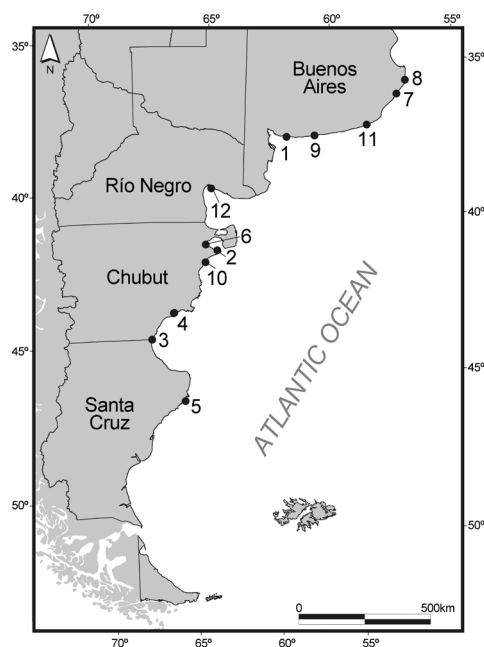 70º 65º 60º 55º
35º
35º
N
Buenos
Aires
8
7
11
1 9
Río Negro
40º
40º
12
6
2
10
Chubut
4
3
45º
45º
5
Santa
Cruz
ATLANTIC OCEAN
50º
50º
0 500km
70º 65º 60º 55º